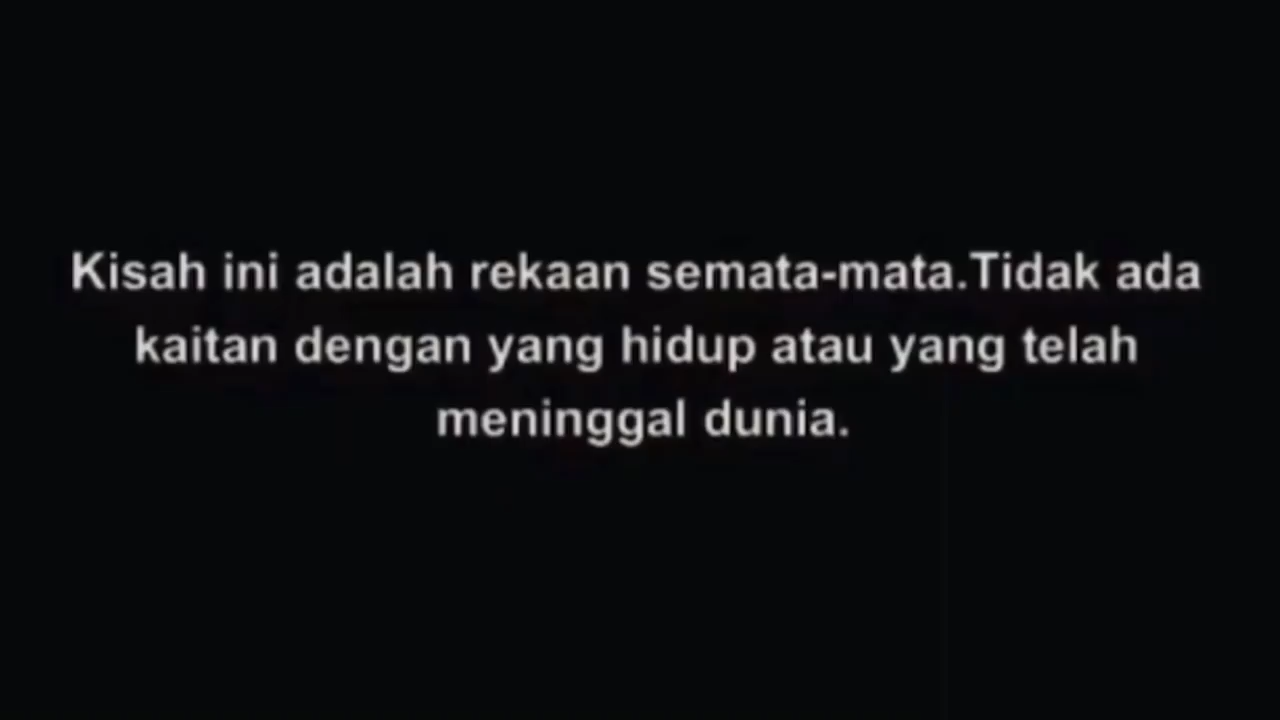 Kisah ini adalah rekaan semata-mata.Tidak ada
kaitan dengan yang hidup atau yang telah
meninggal dunia.